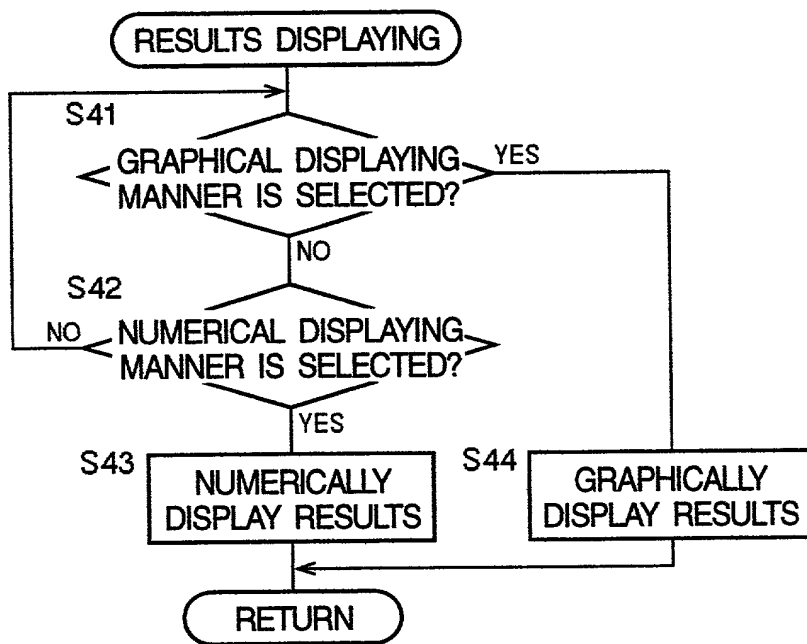 RESULTS DISPLAYING
S41
GRAPHICAL DISPLAYING
MANNER IS SELECTED?
YES
NO
S42
NO
NUMERICAL DISPLAYING
MANNER IS SELECTED?
YES
S43
NUMERICALLY
DISPLAY RESULTS
S44
GRAPHICALLY
DISPLAY RESULTS
RETURN